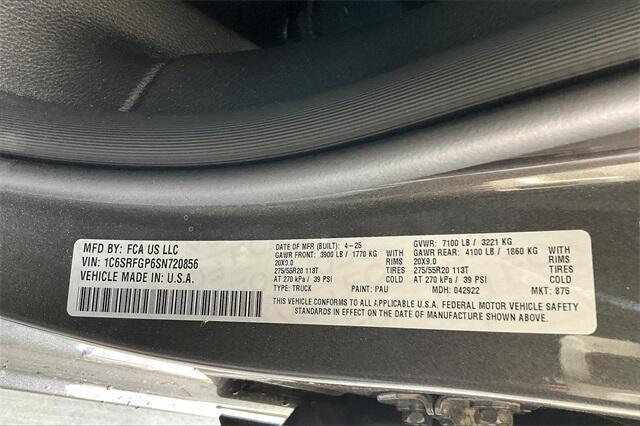 MFD BY: FCA US LLC
VIN: 1C6SRFGP6SN720856
VEHICLE MADE IN: U.S.A.
DATE OF MFR (BUILT): 4-25 GVWR: 7100 LB / 3221 KG
GAWR FRONT: 3900 LB / 1770 KG WITH GAWR REAR: 4100 LB / 1860 KG WITH
20X9.0 RIMS 20X9.0 RIMS
275/55R20 113T TIRES 275/55R20 113T TIRES
AT 270 kPa / 39 PSI COLD AT 270 kPa / 39 PSI COLD
TYPE: TRUCK PAINT: PAU MDH: 042922 MKT: 875
THIS VEHICLE CONFORMS TO ALL APPLICABLE U.S.A. FEDERAL MOTOR VEHICLE SAFETY
STANDARDS IN EFFECT ON THE DATE OF MANUFACTURE SHOWN ABOVE.